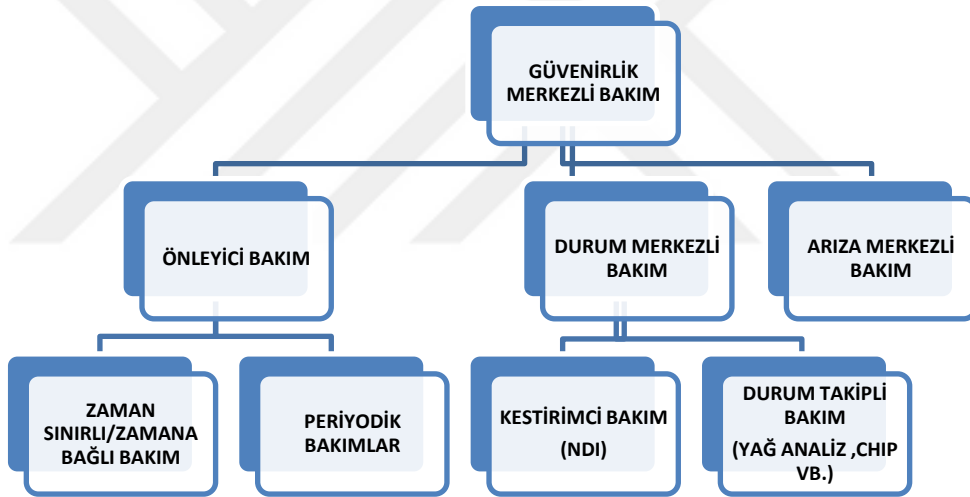 GÜVENİRLİK
MERKEZLİ BAKIM
ÖNLEYİCİ BAKIM
DURUM MERKEZLİ
BAKIM
ARIZA MERKEZLİ
BAKIM
ZAMAN
SINIRLI/ZAMANA
BAĞLI BAKIM
PERİYODİK
BAKIMLAR
KESTİRİMCİ BAKIM
(NDI)
DURUM TAKİPLİ
BAKIM
(YAĞ ANALİZ ,CHIP
VB.)